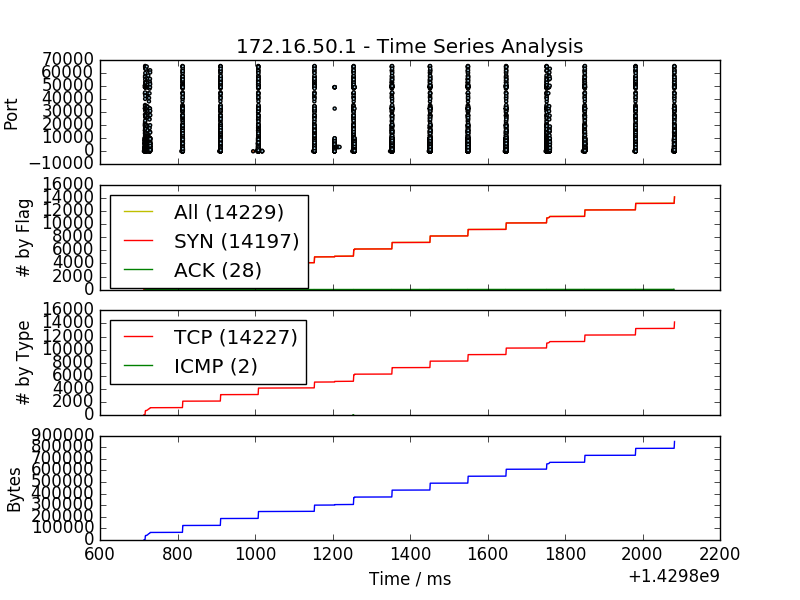 172.16.50.1 - Time Series Analysis
70000
60000
50000
40000
30000
20000
10000
0
−10000
Port
16000
14000
12000
10000
8000
6000
4000
2000
0
# by Flag
All (14229)
SYN (14197)
ACK (28)
16000
14000
12000
10000
8000
6000
4000
2000
0
# by Type
TCP (14227)
ICMP (2)
900000
800000
700000
600000
500000
400000
300000
200000
100000
0
Bytes
600 800 1000 1200 1400 1600 1800 2000 2200
Time / ms
+1.4298e9